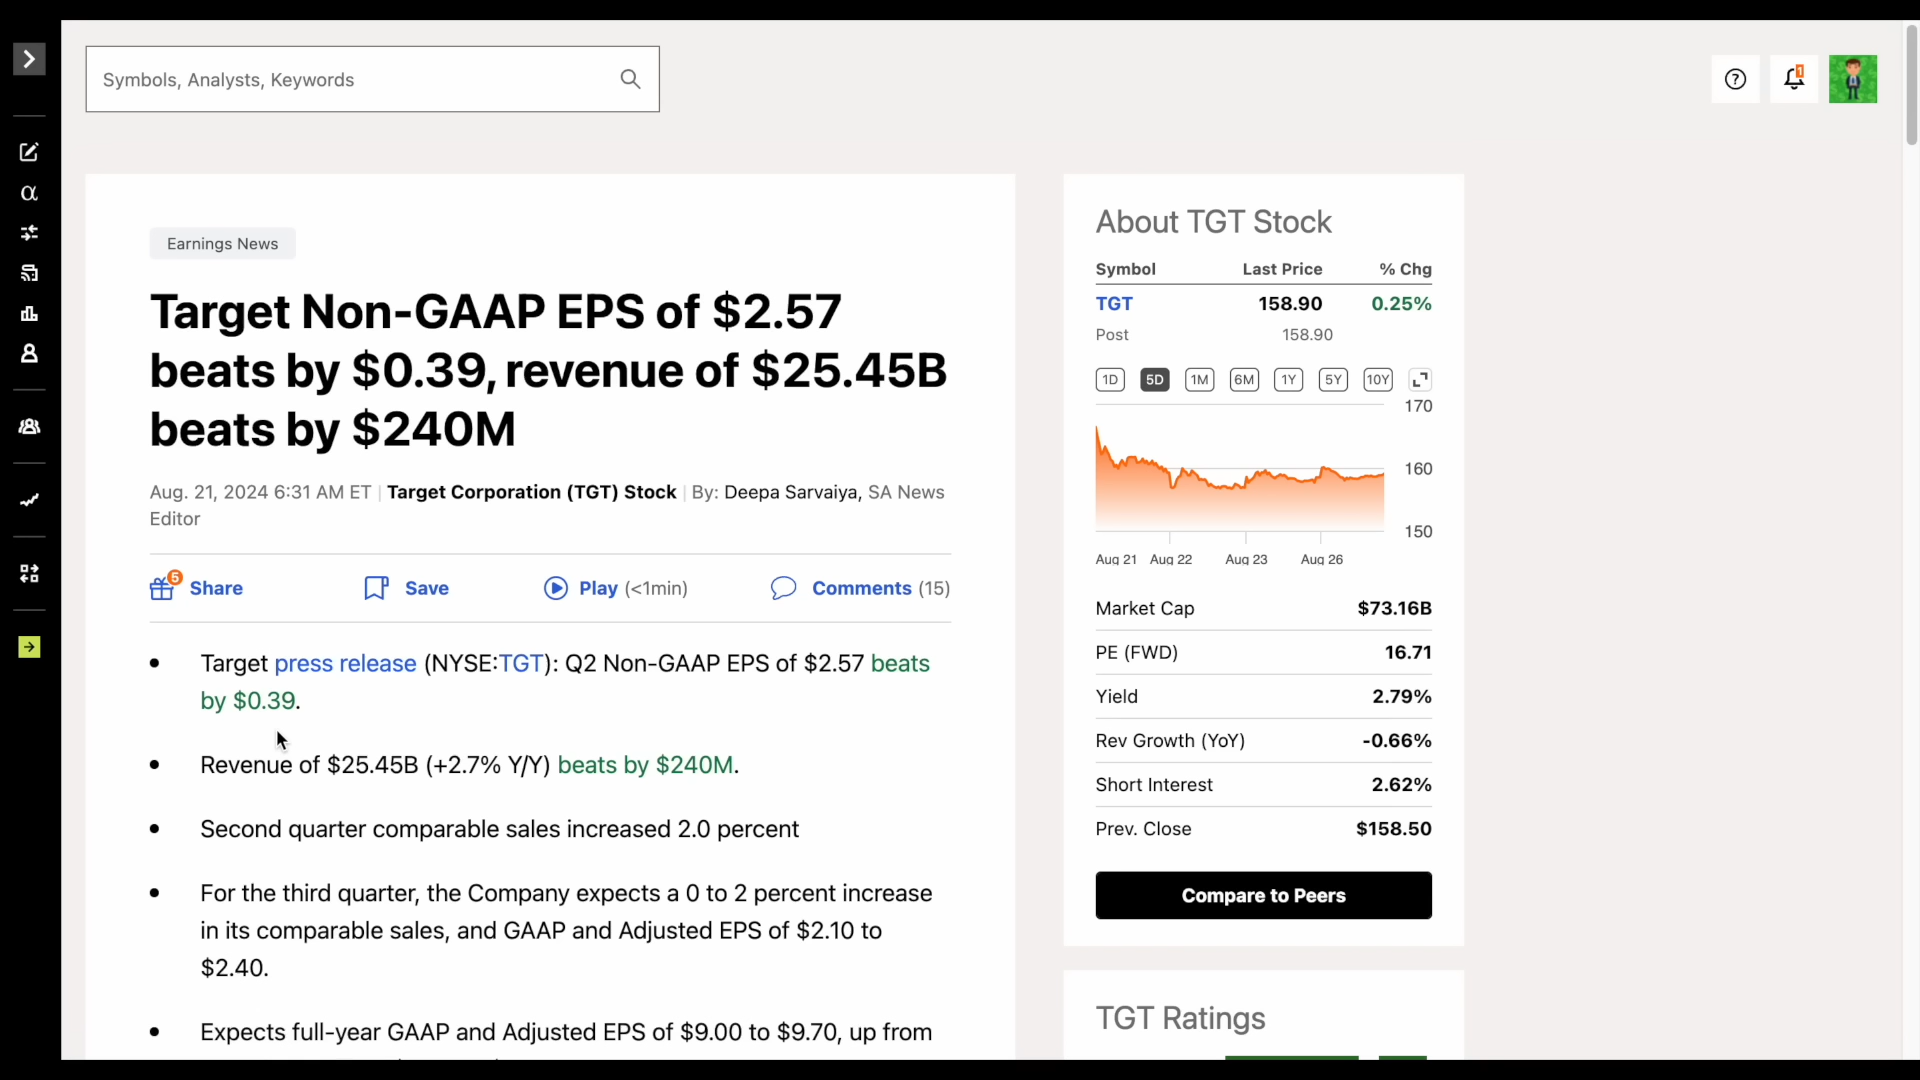 Symbols, Analysts, Keywords
1
α
Earnings News
Target Non-GAAP EPS of $2.57
beats by $0.39, revenue of $25.45B
beats by $240M
Aug. 21, 2024 6:31 AM ET | Target Corporation (TGT) Stock | By: Deepa Sarvaiya, SA News
Editor
5 Share Save Play (<1min) Comments (15)
• Target press release (NYSE:TGT): Q2 Non-GAAP EPS of $2.57 beats
by $0.39.
• Revenue of $25.45B (+2.7% Y/Y) beats by $240M.
• Second quarter comparable sales increased 2.0 percent
• For the third quarter, the Company expects a 0 to 2 percent increase
in its comparable sales, and GAAP and Adjusted EPS of $2.10 to
$2.40.
• Expects full-year GAAP and Adjusted EPS of $9.00 to $9.70, up from
About TGT Stock
Symbol Last Price % Chg
TGT 158.90 0.25%
Post 158.90
1D 5D 1M 6M 1Y 5Y 10Y
170
160
150
Aug 21 Aug 22 Aug 23 Aug 26
Market Cap $73.16B
PE (FWD) 16.71
Yield 2.79%
Rev Growth (YoY) -0.66%
Short Interest 2.62%
Prev. Close $158.50
Compare to Peers
TGT Ratings